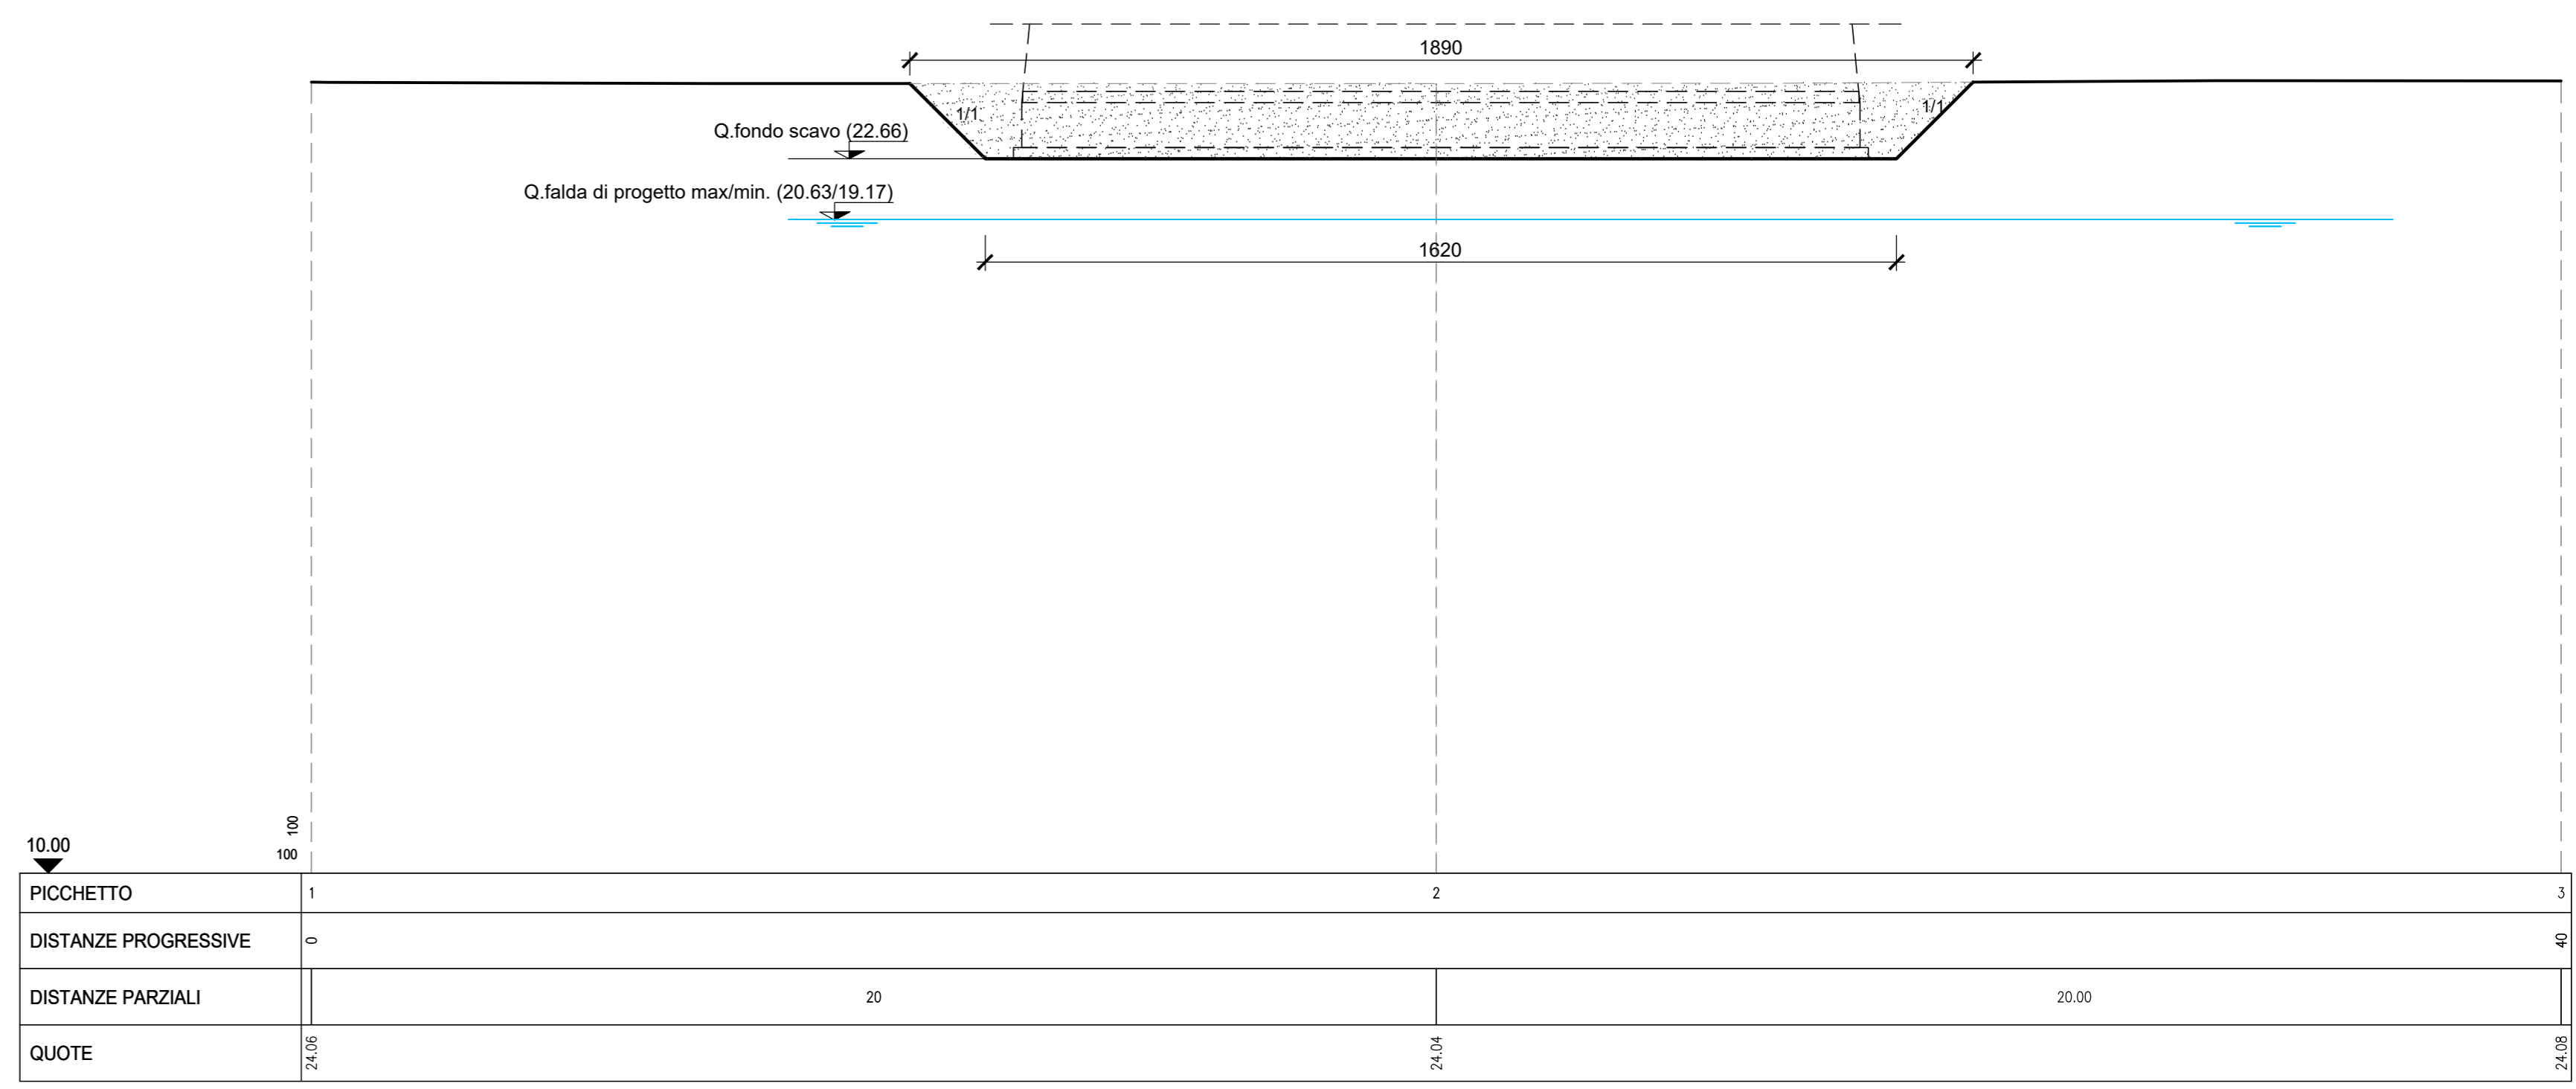 1890
1/1
1/1
Q.fondo scavo (22.66)
Q.falda di progetto max/min. (20.63/19.17)
1620
100
100
10.00
PICCHETTO 1 2 3
DISTANZE PROGRESSIVE 0 40
DISTANZE PARZIALI 20 20.00
QUOTE 24.06 24.04 24.08